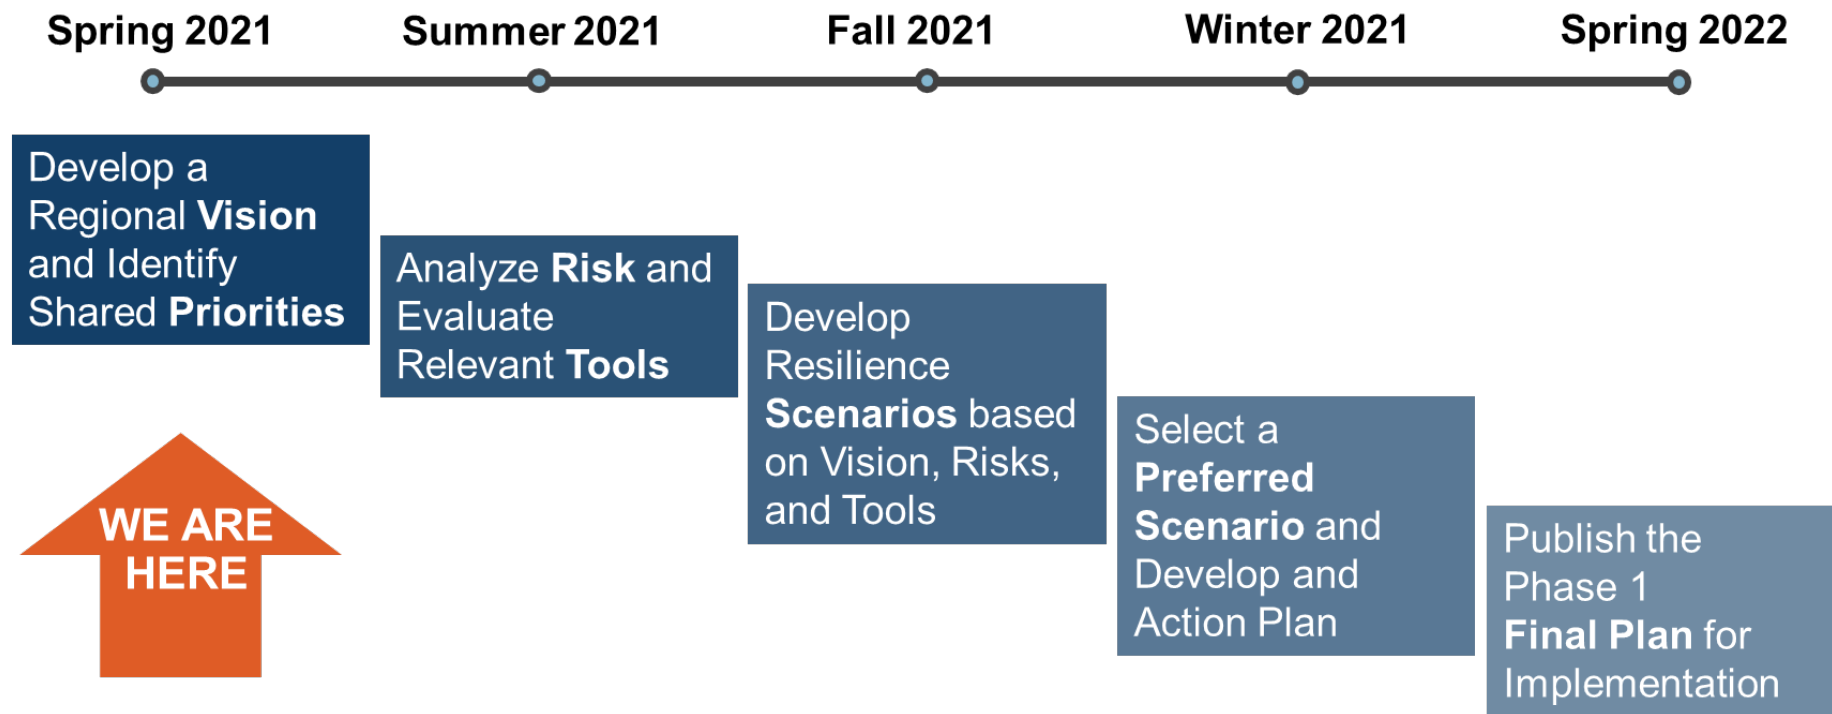 Spring 2021
Summer 2021
Fall 2021
Winter 2021
Spring 2022
Develop a
Regional Vision
and Identify
Shared Priorities
Analyze Risk and
Evaluate
Relevant Tools
Develop
Resilience
Scenarios based
on Vision, Risks,
and Tools
Select a
Preferred
Scenario and
Develop and
Action Plan
Publish the
Phase 1
Final Plan for
Implementation
WE ARE
HERE